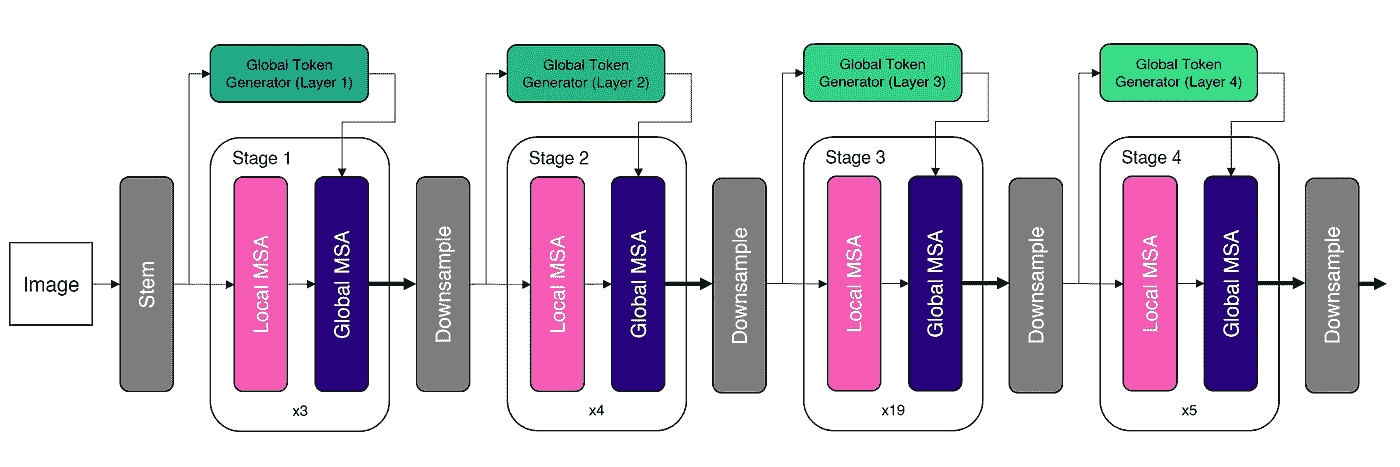 Global Token
Generator (Layer 1)
Global Token
Generator (Layer 2)
Global Token
Generator (Layer 3)
Global Token
Generator (Layer 4)
Image
Stem
Stage 1
Local MSA
Global MSA
x3
Downsample
Stage 2
Local MSA
Global MSA
x4
Downsample
Stage 3
Local MSA
Global MSA
x19
Downsample
Stage 4
Local MSA
Global MSA
x5
Downsample